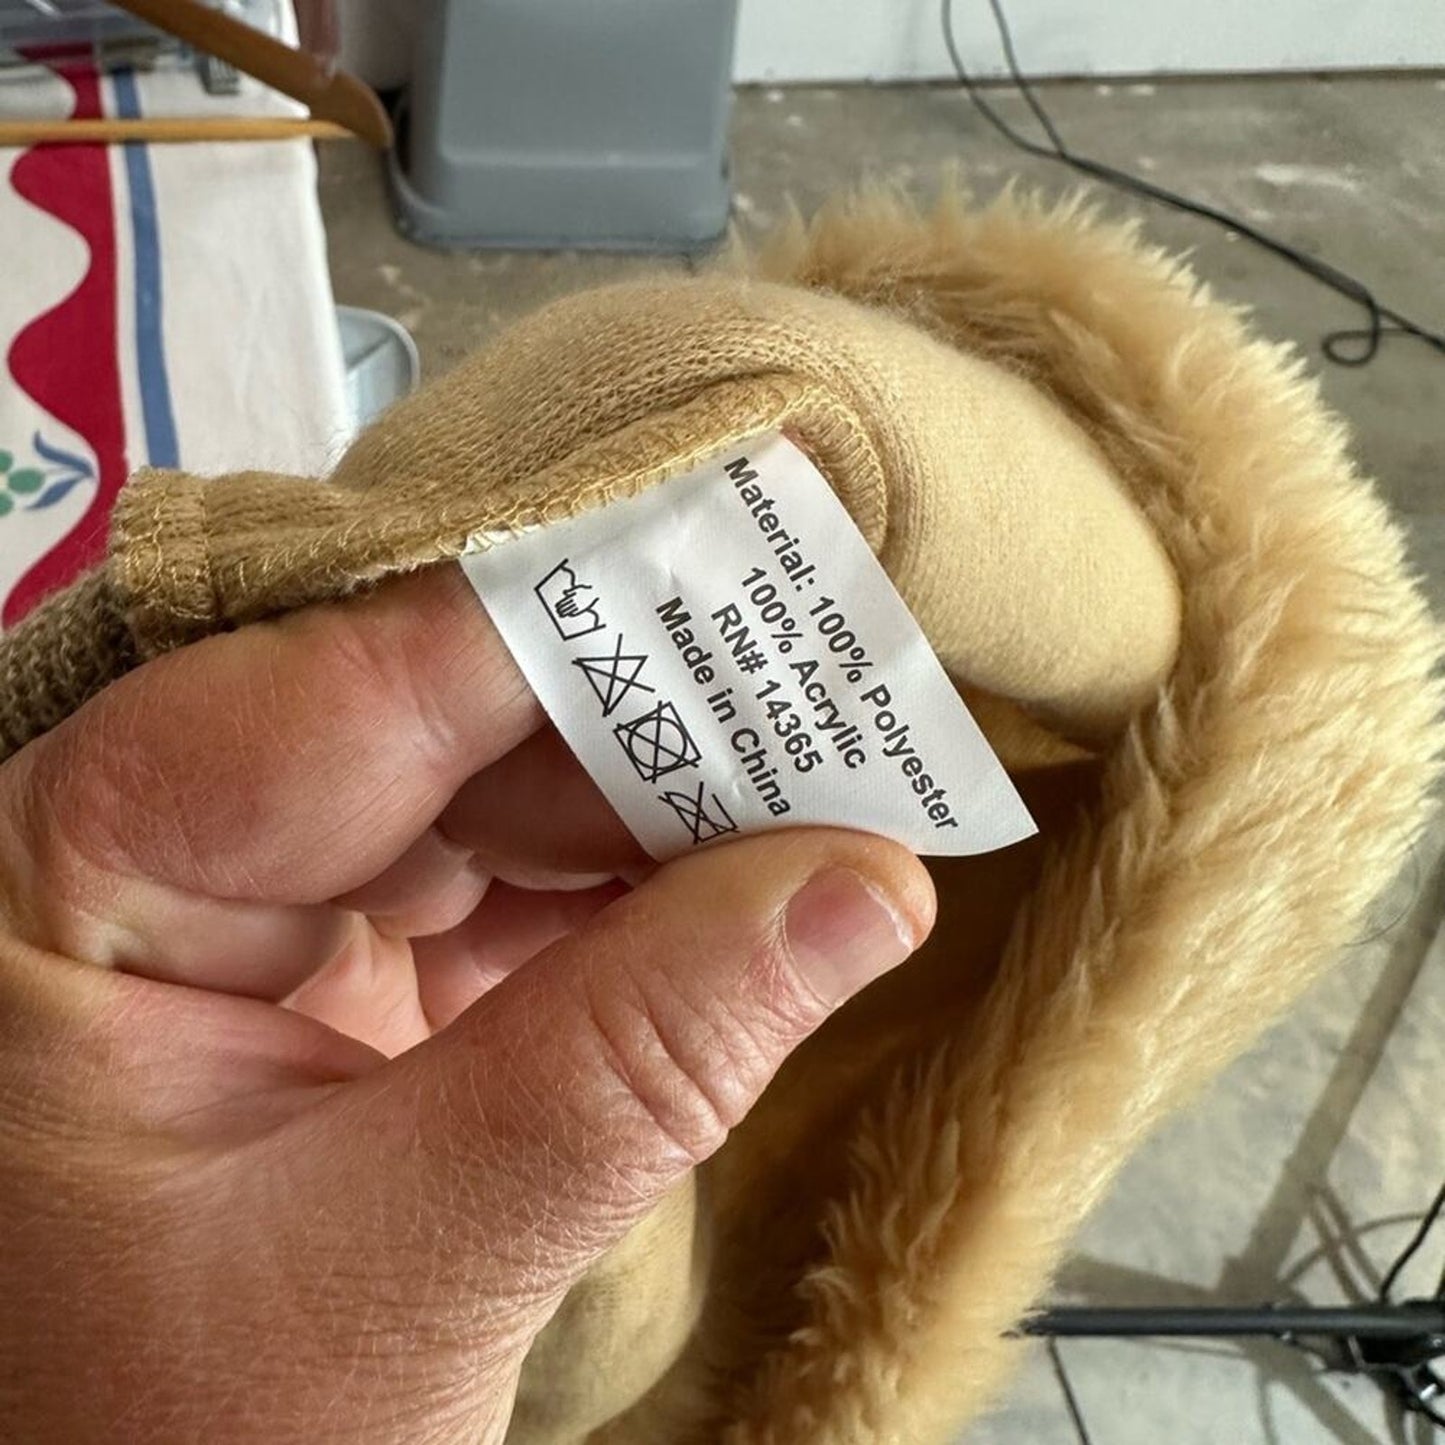 Material: 100% Polyester
100% Acrylic
RN# 14365
Made in China